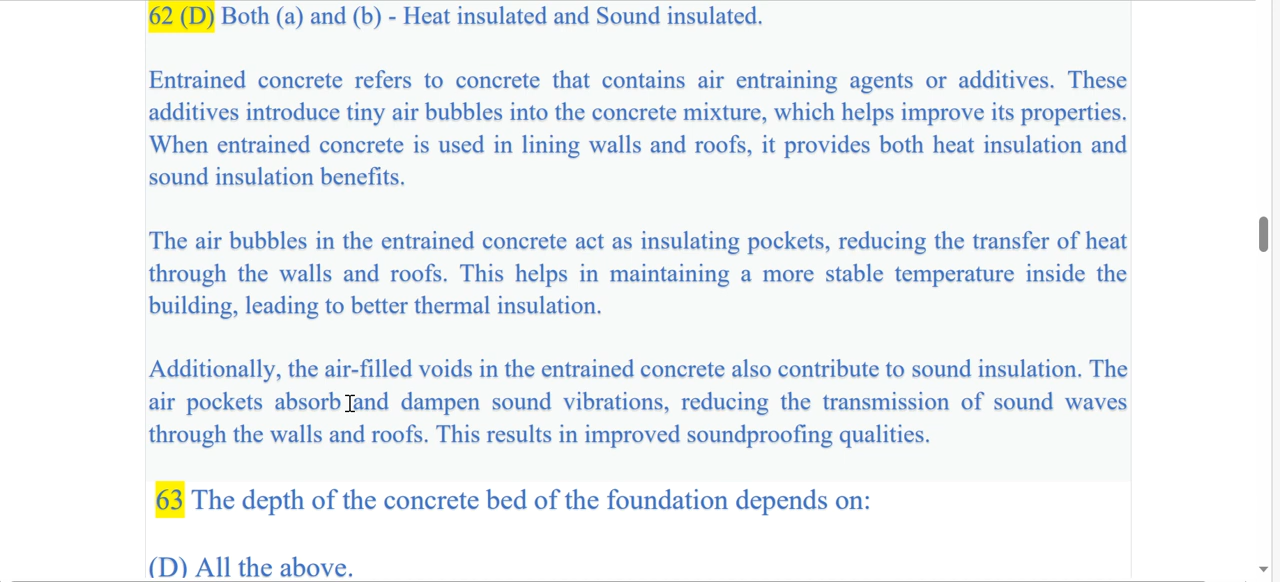 62 (D) Both (a) and (b) - Heat insulated and Sound insulated.
Entrained concrete refers to concrete that contains air entraining agents or additives. These
additives introduce tiny air bubbles into the concrete mixture, which helps improve its properties.
When entrained concrete is used in lining walls and roofs, it provides both heat insulation and
sound insulation benefits.
The air bubbles in the entrained concrete act as insulating pockets, reducing the transfer of heat
through the walls and roofs. This helps in maintaining a more stable temperature inside the
building, leading to better thermal insulation.
Additionally, the air-filled voids in the entrained concrete also contribute to sound insulation. The
air pockets absorb and dampen sound vibrations, reducing the transmission of sound waves
through the walls and roofs. This results in improved soundproofing qualities.
63 The depth of the concrete bed of the foundation depends on:
(D) All the above.